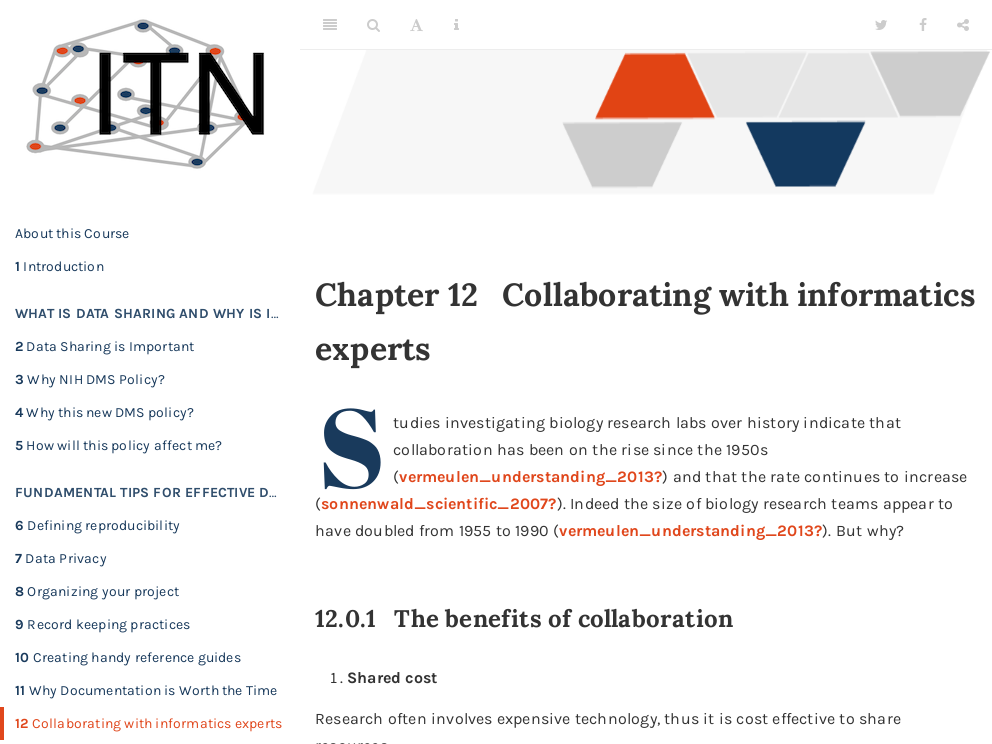 ITN
About this Course
1 Introduction
WHAT IS DATA SHARING AND WHY IS I...
2 Data Sharing is Important
3 Why NIH DMS Policy?
4 Why this new DMS policy?
5 How will this policy affect me?
FUNDAMENTAL TIPS FOR EFFECTIVE D...
6 Defining reproducibility
7 Data Privacy
8 Organizing your project
9 Record keeping practices
10 Creating handy reference guides
11 Why Documentation is Worth the Time
12 Collaborating with informatics experts
Chapter 12 Collaborating with informatics
experts
Studies investigating biology research labs over history indicate that
collaboration has been on the rise since the 1950s
(vermeulen_understanding_2013?) and that the rate continues to increase
(sonnenwald_scientific_2007?). Indeed the size of biology research teams appear to
have doubled from 1955 to 1990 (vermeulen_understanding_2013?). But why?
12.0.1 The benefits of collaboration
1. Shared cost
Research often involves expensive technology, thus it is cost effective to share